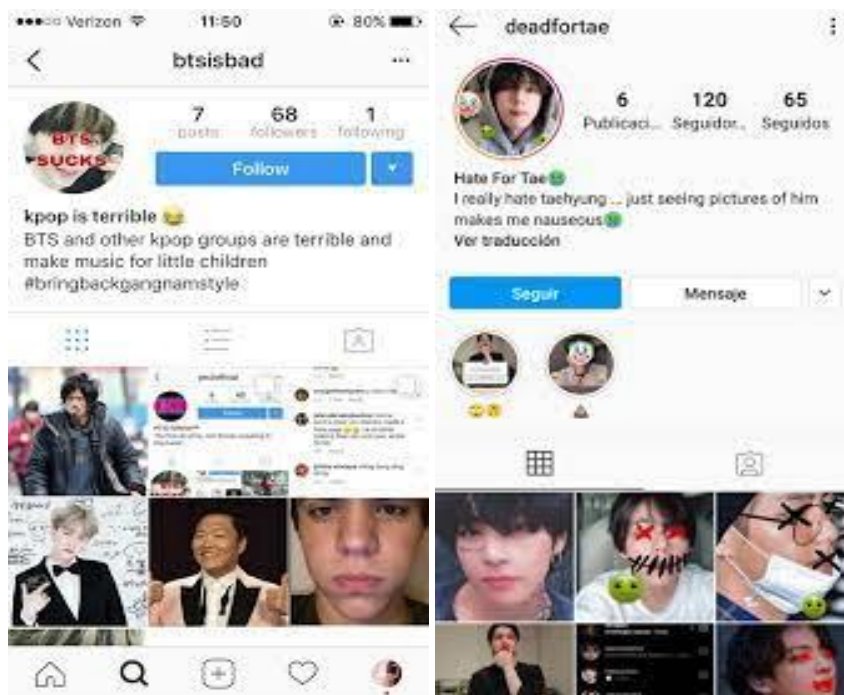 Verizon 11:50 80%
btsisbad
BTS
SUCKS
7 68 1
posts followers following
Follow
kpop is terrible 😂
BTS and other kpop groups are terrible and
make music for little children
#bringbackgangnamstyle
deadfortae
6 120 65
Publicaci... Seguidor... Seguidos
Hate For Tae🤢
I really hate taehyung ... just seeing pictures of him
makes me nauseous🤢
Ver traducción
Seguir Mensaje